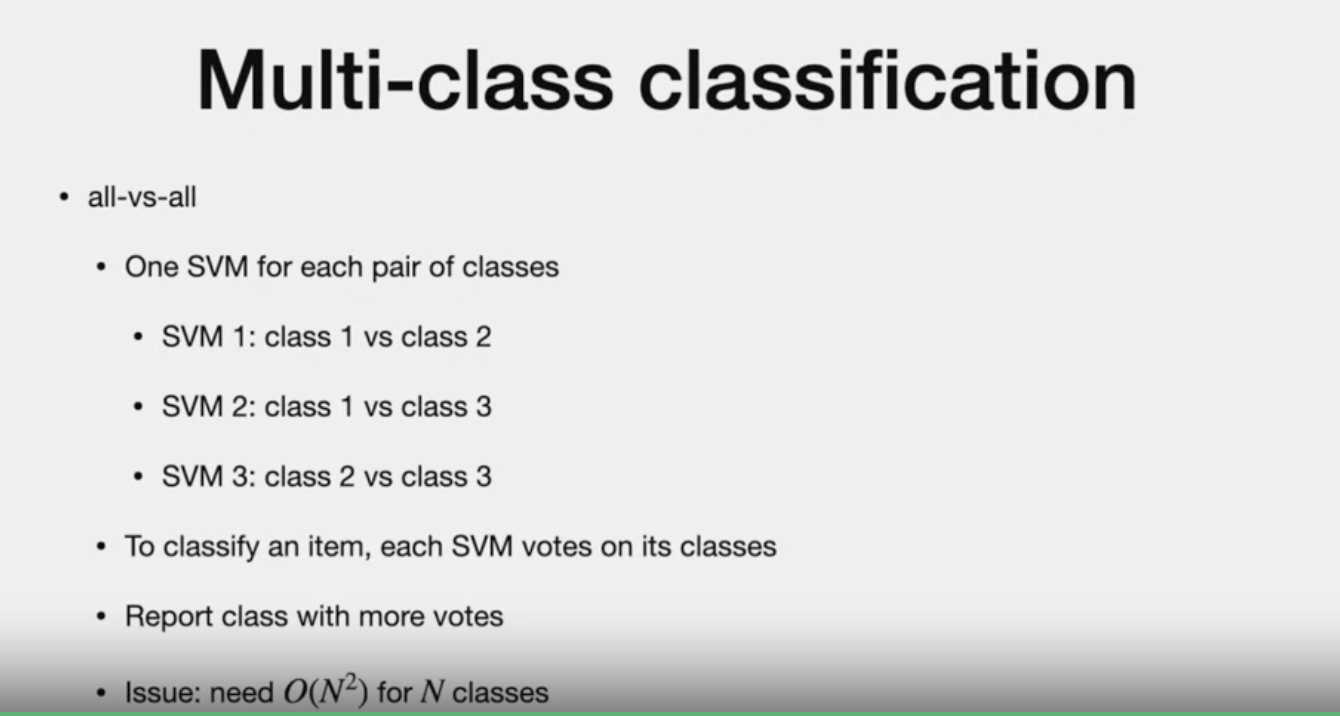 Multi-class classification
• all-vs-all
• One SVM for each pair of classes
• SVM 1: class 1 vs class 2
• SVM 2: class 1 vs class 3
• SVM 3: class 2 vs class 3
• To classify an item, each SVM votes on its classes
• Report class with more votes
• Issue: need O(N²) for N classes